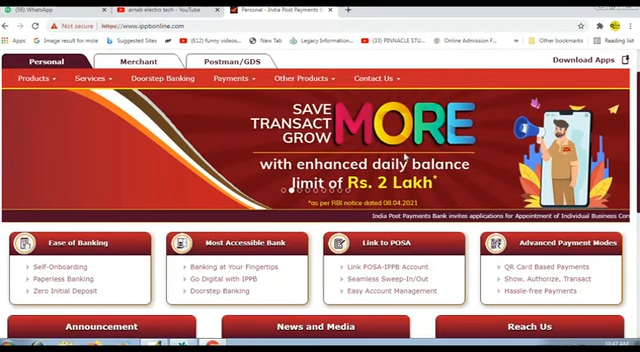 (56) WhatsApp
arnab electro tech - YouTube
Personal - India Post Payments
Not secure
https://www.ippbonline.com
Apps
Image result for mole
Suggested Sites
(612) funny videos...
New Tab
Legacy Information...
(33) PINNACLE STU...
Online Admission F...
Other bookmarks
Reading list
Personal
Merchant
Postman/GDS
Download Apps
Products
Services
Doorstep Banking
Payments
Other Products
Contact Us
SAVE
TRANSACT
GROW
MORE
with enhanced daily balance
limit of Rs. 2 Lakh*
*as per RBI notice dated 08.04.2021
India Post Payments Bank invites applications for Appointment of Individual Business Con
Ease of Banking
Self-Onboarding
Paperless Banking
Zero Initial Deposit
Most Accessible Bank
Banking at Your Fingertips
Go Digital with IPPB
Doorstep Banking
Link to POSA
Link POSA-IPPB Account
Seamless Sweep-In/Out
Easy Account Management
Advanced Payment Modes
QR Card Based Payments
Show, Authorize, Transact
Hassle-free Payments
Announcement
News and Media
Reach Us